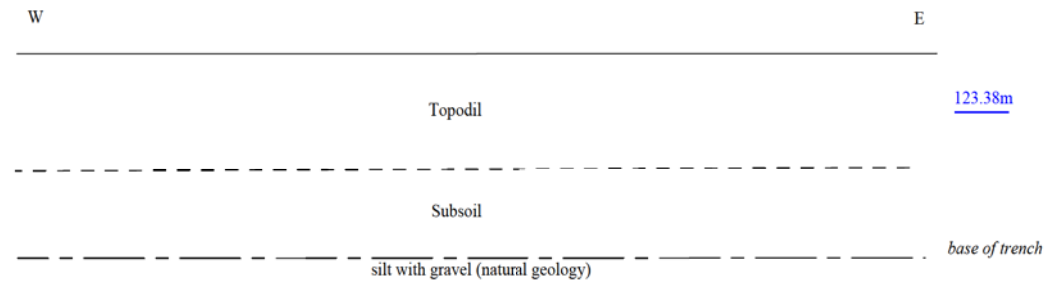 W
E
123.38m
Topodil
Subsoil
base of trench
silt with gravel (natural geology)